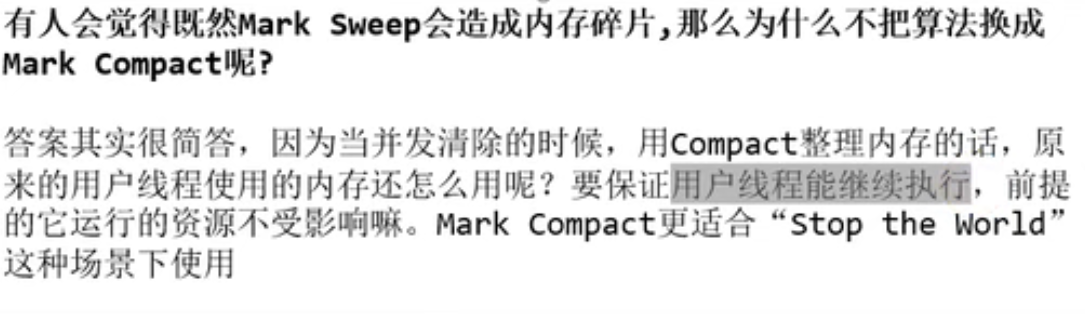 有人会觉得既然Mark Sweep会造成内存碎片,那么为什么不把算法换成
Mark Compact呢?
答案其实很简答，因为当并发清除的时候，用Compact整理内存的话，原
来的用户线程使用的内存还怎么用呢？要保证用户线程能继续执行，前提
的它运行的资源不受影响嘛。Mark Compact更适合“Stop the World”
这种场景下使用